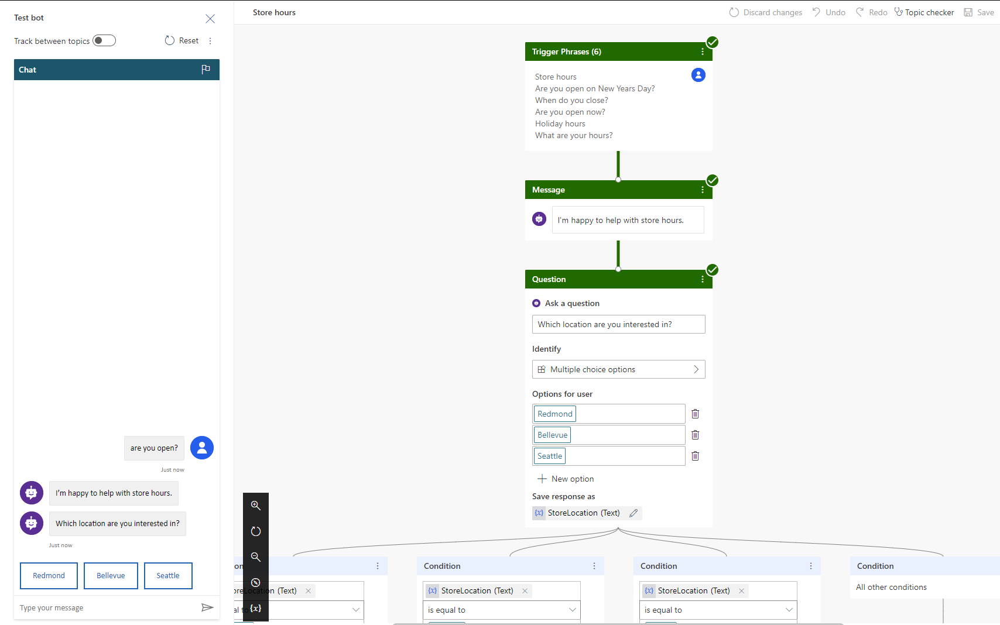 Test bot
Track between topics
Reset
Chat
are you open?
Just now
I'm happy to help with store hours.
Which location are you interested in?
Just now
Redmond
Bellevue
Seattle
Type your message
Store hours
Discard changes
Undo
Redo
Topic checker
Save
Trigger Phrases (6)
Store hours
Are you open on New Years Day?
When do you close?
Are you open now?
Holiday hours
What are your hours?
Message
I'm happy to help with store hours.
Question
Ask a question
Which location are you interested in?
Identify
Multiple choice options
Options for user
Redmond
Bellevue
Seattle
New option
Save response as
{x} StoreLocation (Text)
on
oreLocation (Text)
al to
{x}
Condition
{x} StoreLocation (Text)
is equal to
Condition
{x} StoreLocation (Text)
is equal to
Condition
All other conditions